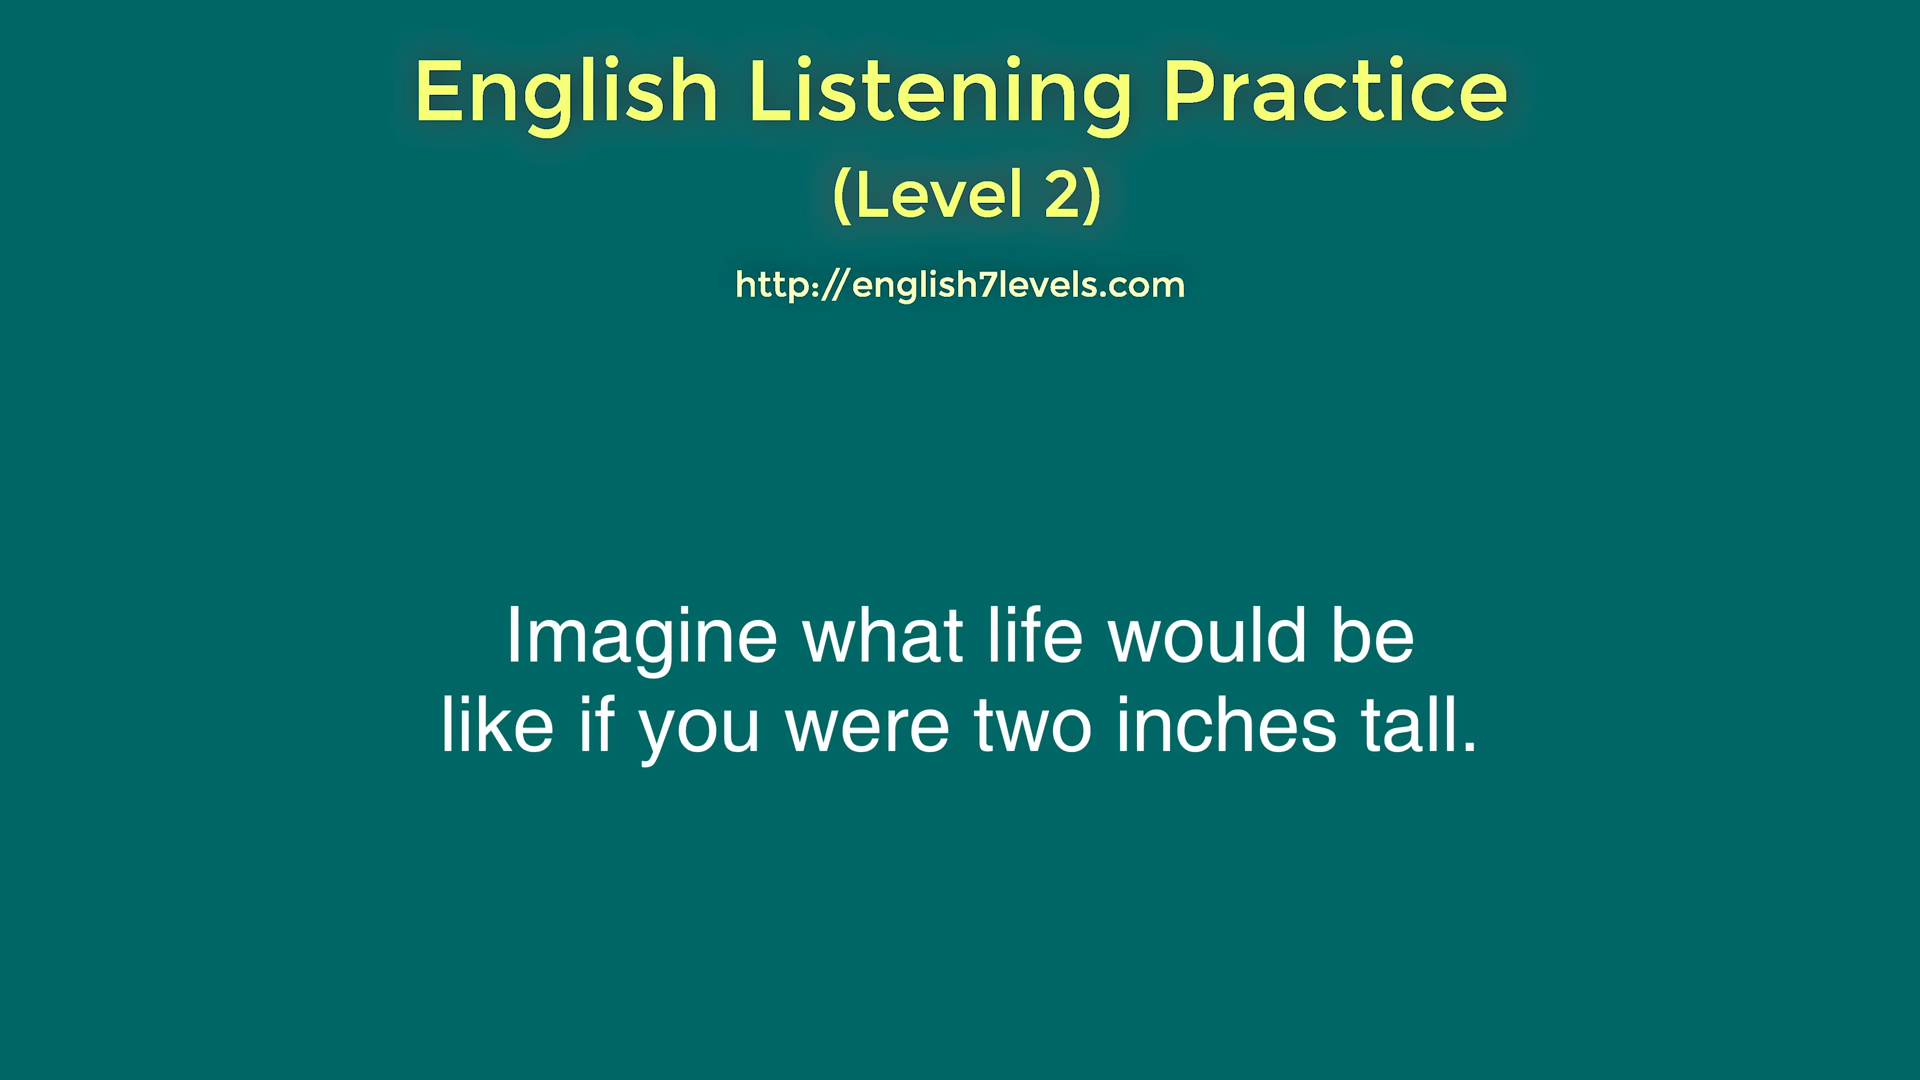 English Listening Practice
(Level 2)
http://english7levels.com
Imagine what life would be
like if you were two inches tall.